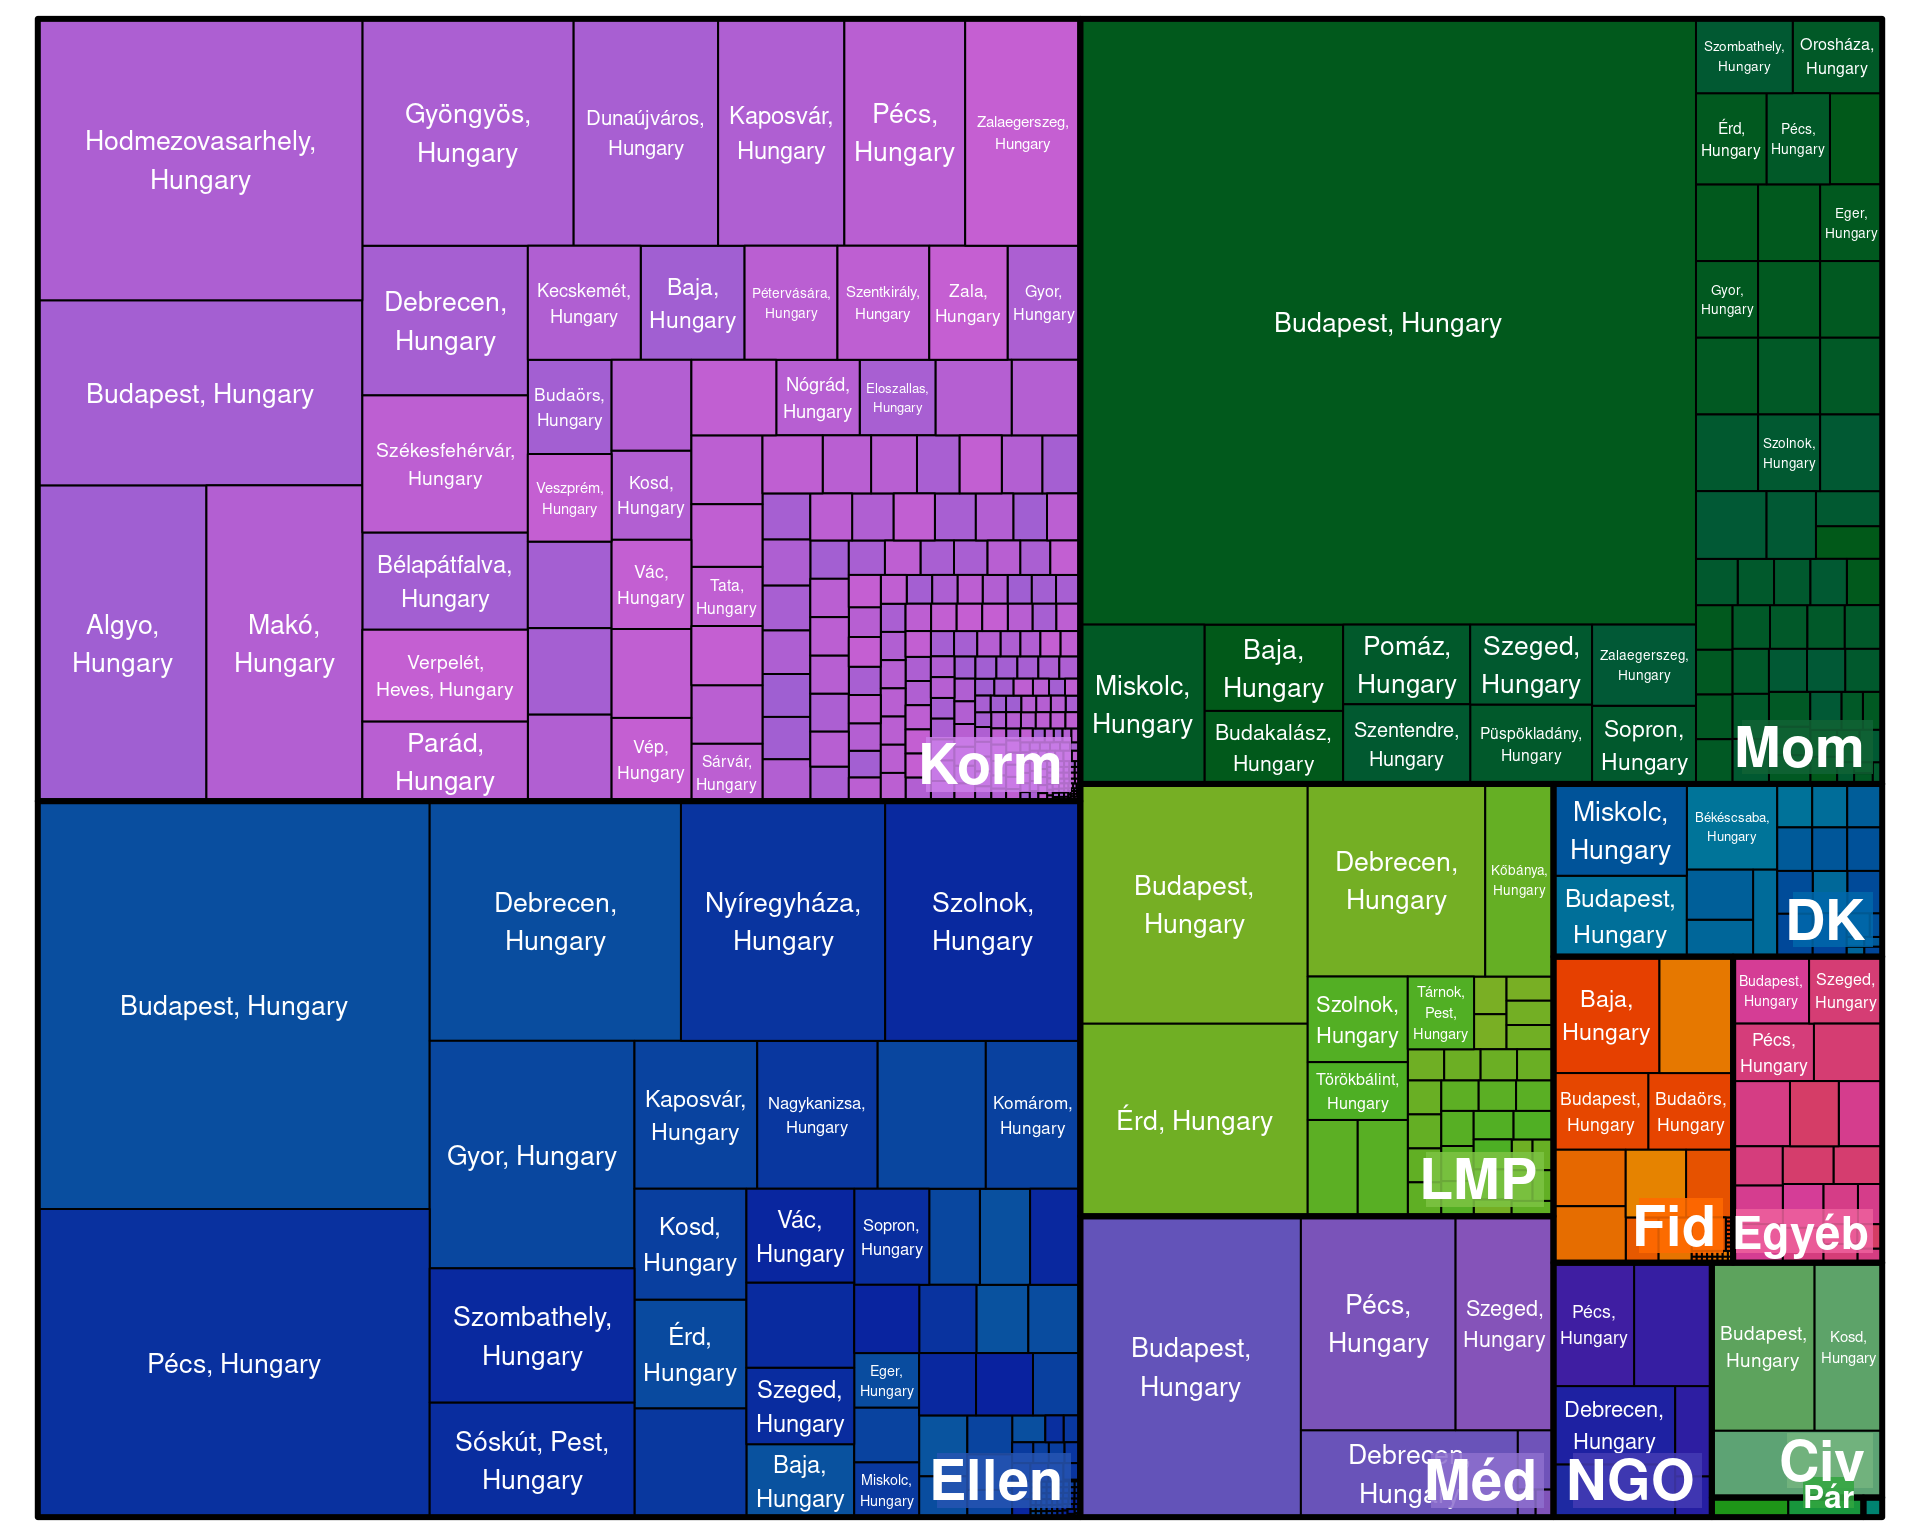 Hodmezovasarhely,
Hungary
Budapest, Hungary
Algyo,
Hungary
Makó,
Hungary
Gyöngyös,
Hungary
Dunaújváros,
Hungary
Kaposvár,
Hungary
Pécs,
Hungary
Zalaegerszeg,
Hungary
Debrecen,
Hungary
Székesfehérvár,
Hungary
Bélapátfalva,
Hungary
Verpelét,
Heves, Hungary
Parád,
Hungary
Kecskemét,
Hungary
Baja,
Hungary
Pétervására,
Hungary
Szentkirály,
Hungary
Zala,
Hungary
Gyor,
Hungary
Budaörs,
Hungary
Veszprém,
Hungary
Kosd,
Hungary
Vác,
Hungary
Vép,
Hungary
Nógrád,
Hungary
Eloszallas,
Hungary
Tata,
Hungary
Sárvár,
Hungary
Korm
Budapest, Hungary
Szombathely,
Hungary
Orosháza,
Hungary
Érd,
Hungary
Pécs,
Hungary
Eger,
Hungary
Gyor,
Hungary
Szolnok,
Hungary
Miskolc,
Hungary
Baja,
Hungary
Budakalász,
Hungary
Pomáz,
Hungary
Szentendre,
Hungary
Szeged,
Hungary
Püspökladány,
Hungary
Zalaegerszeg,
Hungary
Sopron,
Hungary
Mom
Budapest, Hungary
Pécs, Hungary
Debrecen,
Hungary
Nyíregyháza,
Hungary
Szolnok,
Hungary
Gyor, Hungary
Szombathely,
Hungary
Sóskút, Pest,
Hungary
Kaposvár,
Hungary
Nagykanizsa,
Hungary
Komárom,
Hungary
Kosd,
Hungary
Érd,
Hungary
Vác,
Hungary
Szeged,
Hungary
Baja,
Hungary
Sopron,
Hungary
Eger,
Hungary
Miskolc,
Hungary
Ellen
Budapest,
Hungary
Érd, Hungary
Debrecen,
Hungary
Kőbánya,
Hungary
Szolnok,
Hungary
Törökbálint,
Hungary
Tárnok,
Pest,
Hungary
LMP
Miskolc,
Hungary
Budapest,
Hungary
Békéscsaba,
Hungary
DK
Baja,
Hungary
Budapest,
Hungary
Budaörs,
Hungary
Fid
Budapest,
Hungary
Szeged,
Hungary
Pécs,
Hungary
Egyéb
Budapest,
Hungary
Pécs,
Hungary
Szeged,
Hungary
Debrecen,
Hungary
Méd
Pécs,
Hungary
Debrecen,
Hungary
NGO
Budapest,
Hungary
Kosd,
Hungary
Civ
Pár